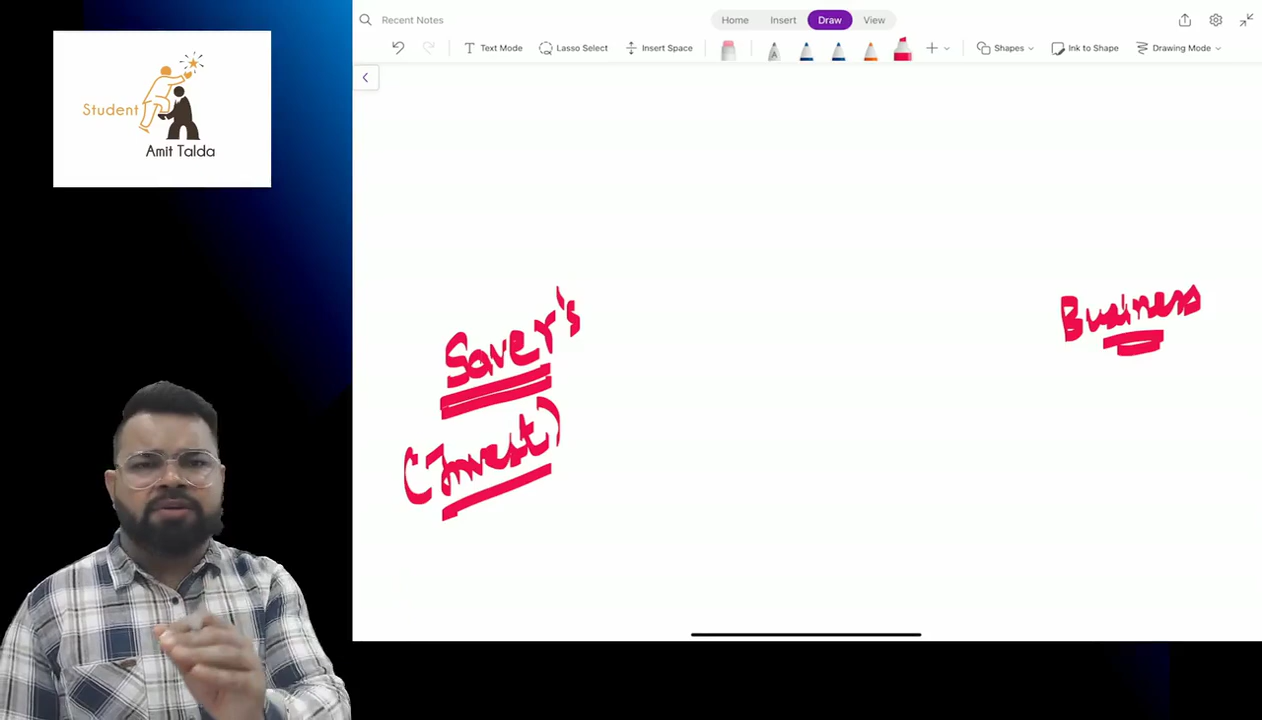 Recent Notes
Home Insert Draw View
Text Mode Lasso Select Insert Space Shapes Ink to Shape Drawing Mode
Student
Amit Talda
Saver's
(Invest)
Business